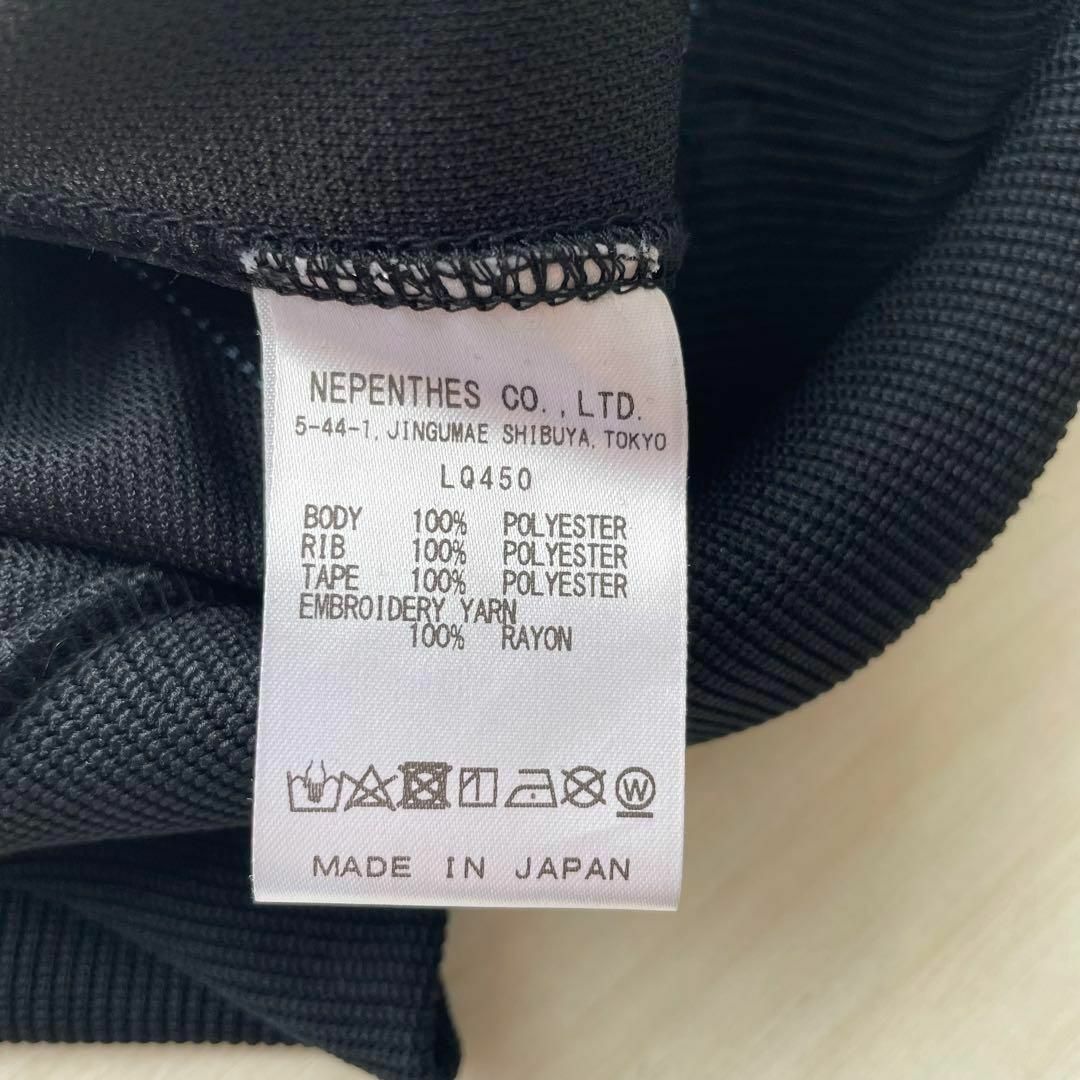 NEPENTHES CO., LTD.
5-44-1, JINGUMAE SHIBUYA, TOKYO
LQ450
BODY 100% POLYESTER
RIB 100% POLYESTER
TAPE 100% POLYESTER
EMBROIDERY YARN
100% RAYON
W
MADE IN JAPAN